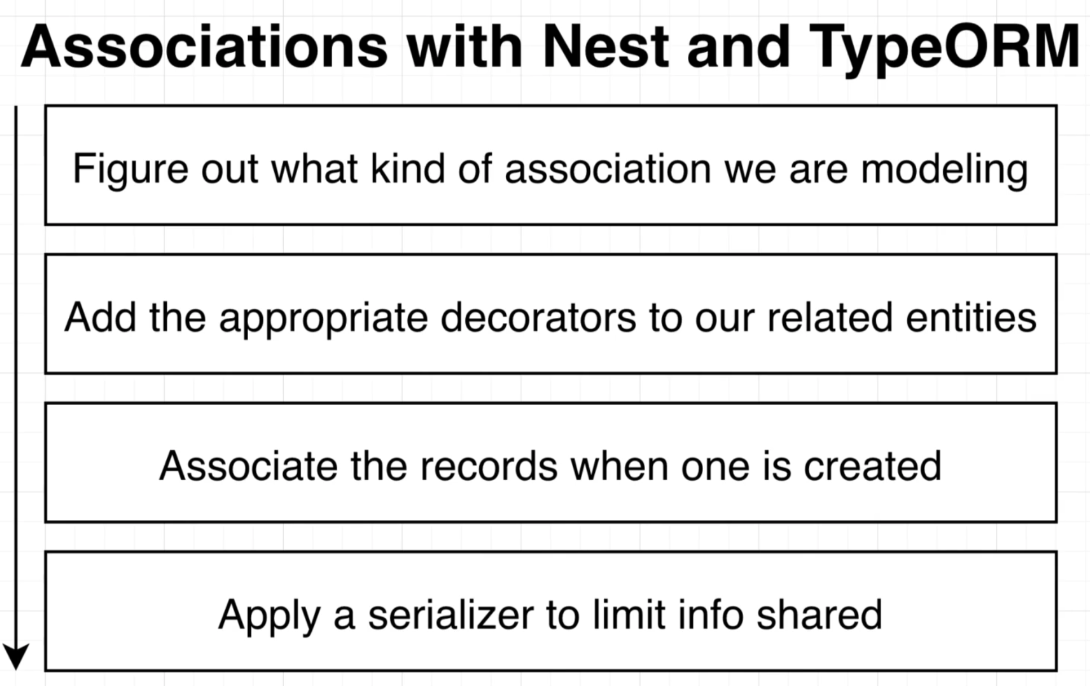 Associations with Nest and TypeORM
Figure out what kind of association we are modeling
Add the appropriate decorators to our related entities
Associate the records when one is created
Apply a serializer to limit info shared